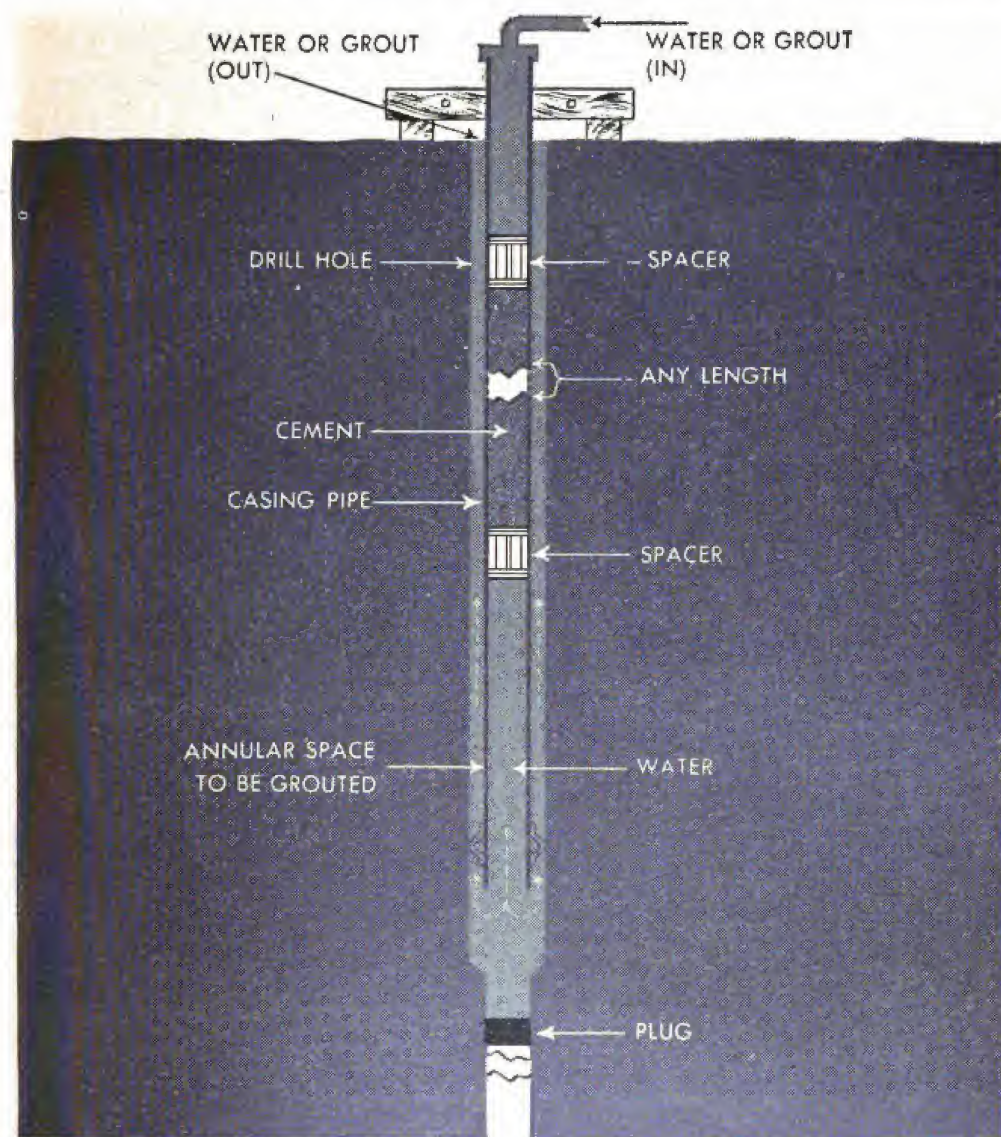 WATER OR GROUT
(OUT)
WATER OR GROUT
(IN)
DRILL HOLE
SPACER
ANY LENGTH
CEMENT
CASING PIPE
SPACER
ANNULAR SPACE
TO BE GROUTED
WATER
PLUG